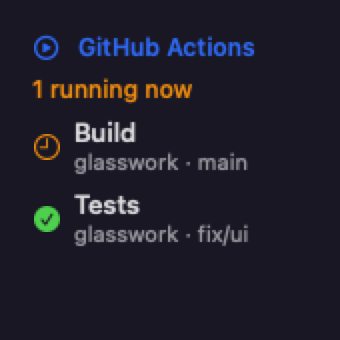 GitHub Actions
1 running now
Build
glasswork · main
Tests
glasswork · fix/ui